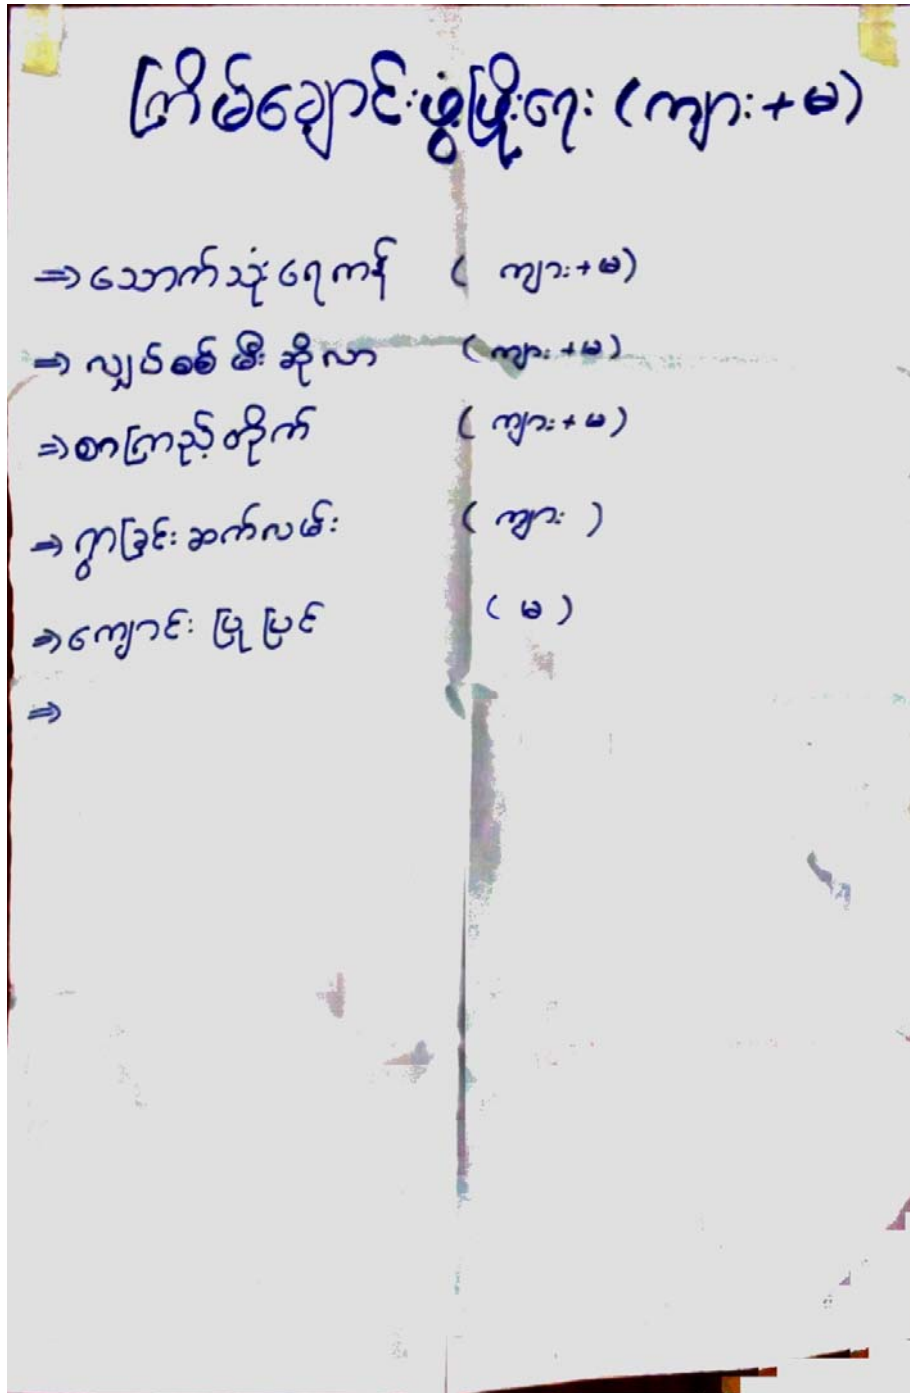 ကြိမ်ချောင်းဖွံ့ဖြိုးရေး (ကျား+မ)
⇒ သောက်သုံးရေကန် ( ကျား+မ)
⇒ လျှပ်စစ်မီး ဆိုလာ (ကျား+မ)
⇒ စာကြည့်တိုက် ( ကျား+မ)
⇒ ရွာခြင်းဆက်လမ်း ( ကျား )
⇒ ကျောင်း ပြုပြင် ( မ )
⇒